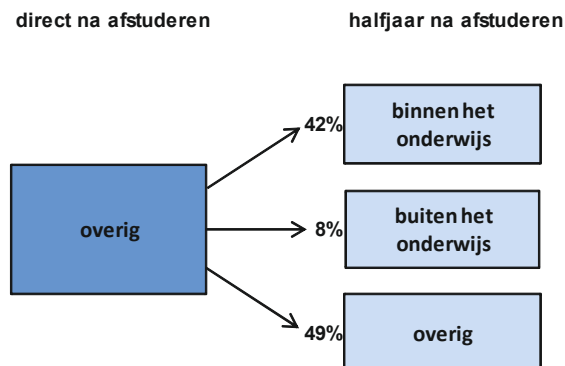 direct na afstuderen
halfjaar na afstuderen
42%
binnen het
onderwijs
overig
8%
buiten het
onderwijs
49%
overig